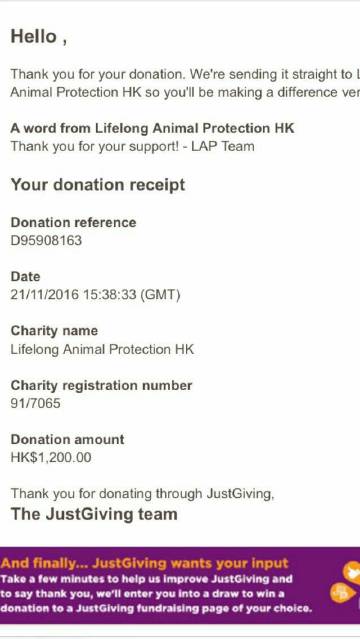 Hello ,
Thank you for your donation. We're sending it straight to
Animal Protection HK so you'll be making a difference
A word from Lifelong Animal Protection HK
Thank you for your support! - LAP Team
Your donation receipt
Donation reference
D95908163
Date
21/11/2016 15:38:33 (GMT)
Charity name
Lifelong Animal Protection HK
Charity registration number
91/7065
Donation amount
HK$1,200.00
Thank you for donating through JustGiving,
The JustGiving team
And finally... JustGiving wants your input
Take a few minutes to help us improve JustGiving and
to say thank you, we'll enter you into a draw to win a
donation to a JustGiving fundraising page of your choice.